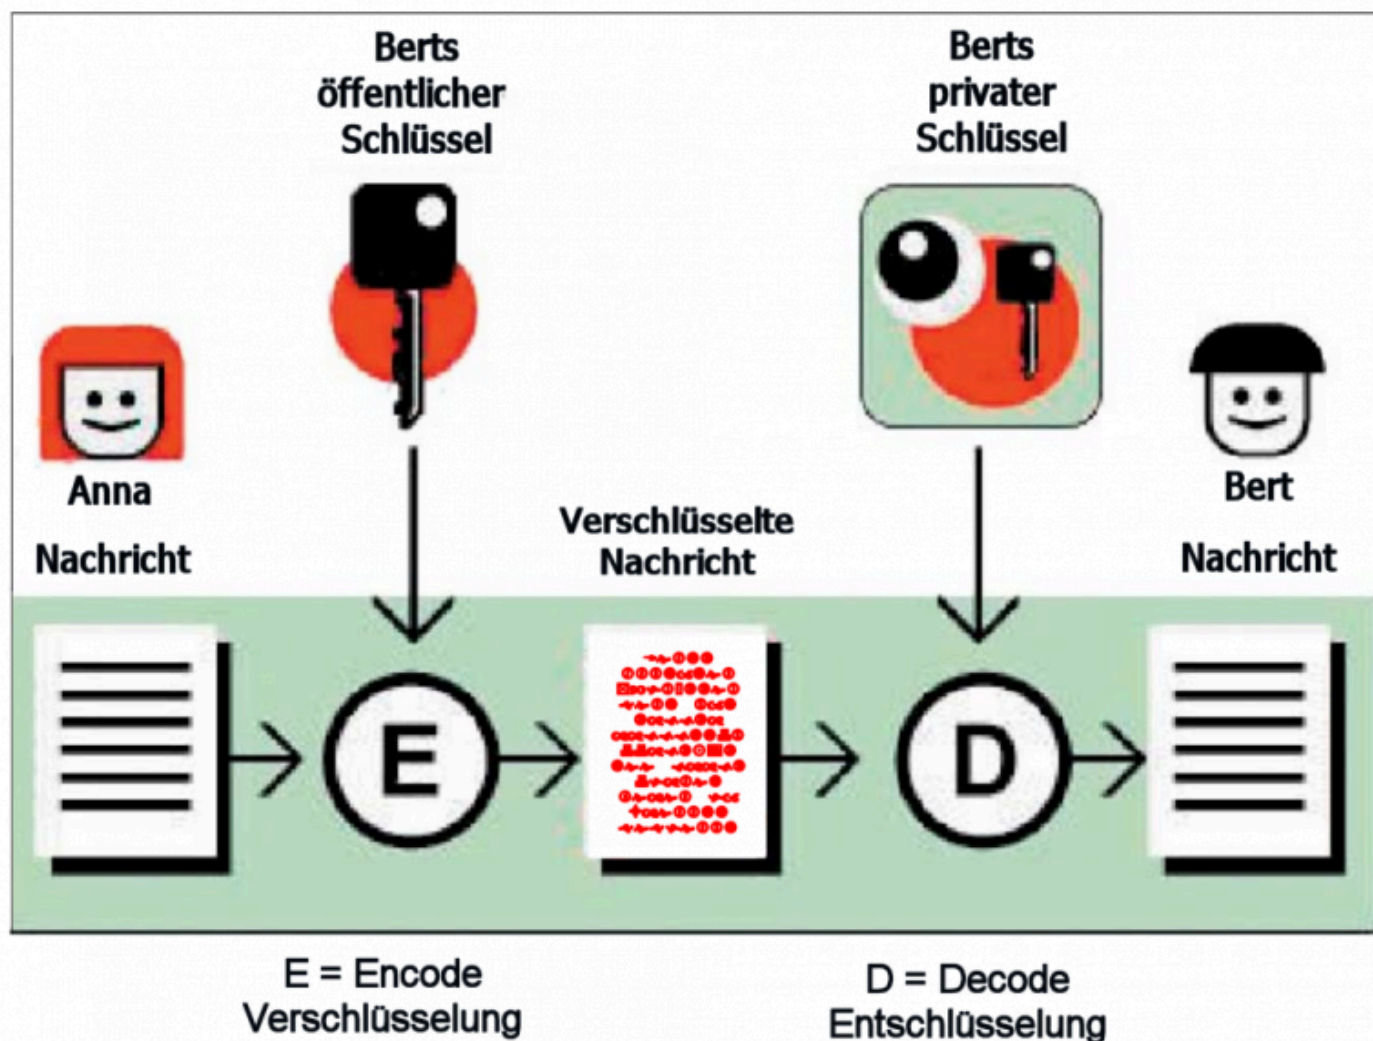 Berts
öffentlicher
Schlüssel
Berts
privater
Schlüssel
Anna
Bert
Nachricht
Verschlüsselte
Nachricht
Nachricht
E
D
E = Encode
Verschlüsselung
D = Decode
Entschlüsselung